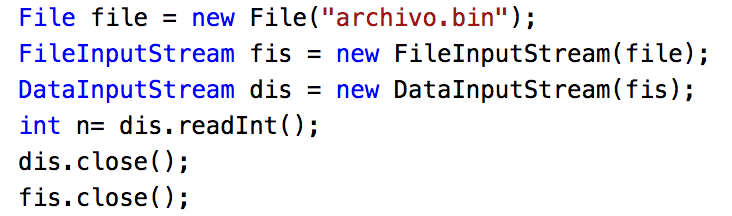 File file = new File("archivo.bin");
FileInputStream fis = new FileInputStream(file);
DataInputStream dis = new DataInputStream(fis);
int n= dis.readInt();
dis.close();
fis.close();